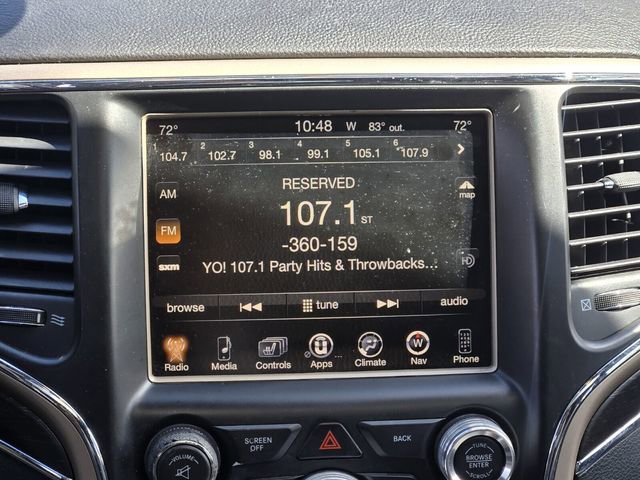 72° 10:48 W 83° out. 72°
104.7 2 102.7 3 98.1 4 99.1 5 105.1 6 107.9 >
RESERVED
AM
map
107.1 ST
FM
-360-159
sxm
YO! 107.1 Party Hits & Throwbacks...
HD
browse tune audio
Radio Media Controls Apps Climate Nav Phone
VOLUME
SCREEN
OFF
BACK
TUNE
BROWSE
ENTER